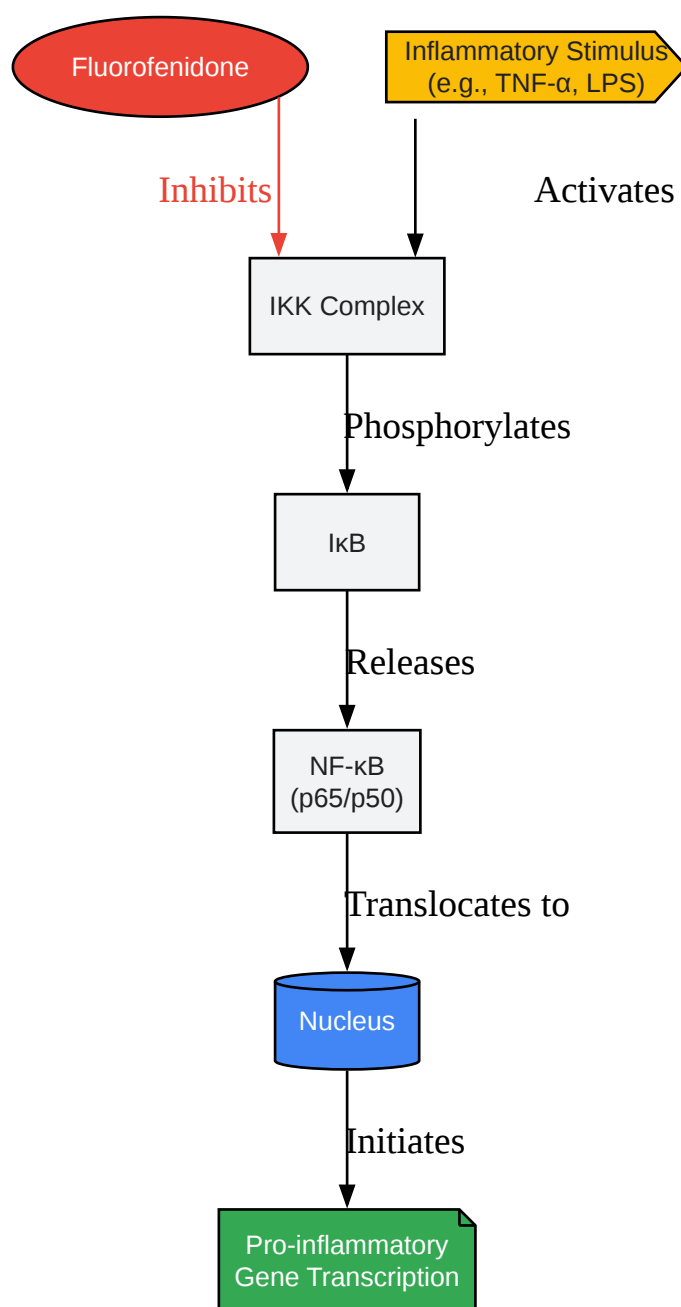 Fluorofenidone
Inflammatory Stimulus
(e.g., TNF-α, LPS)
Inhibits
Activates
IKK Complex
Phosphorylates
IκB
Releases
NF-κB
(p65/p50)
Translocates to
Nucleus
Initiates
Pro-inflammatory
Gene Transcription